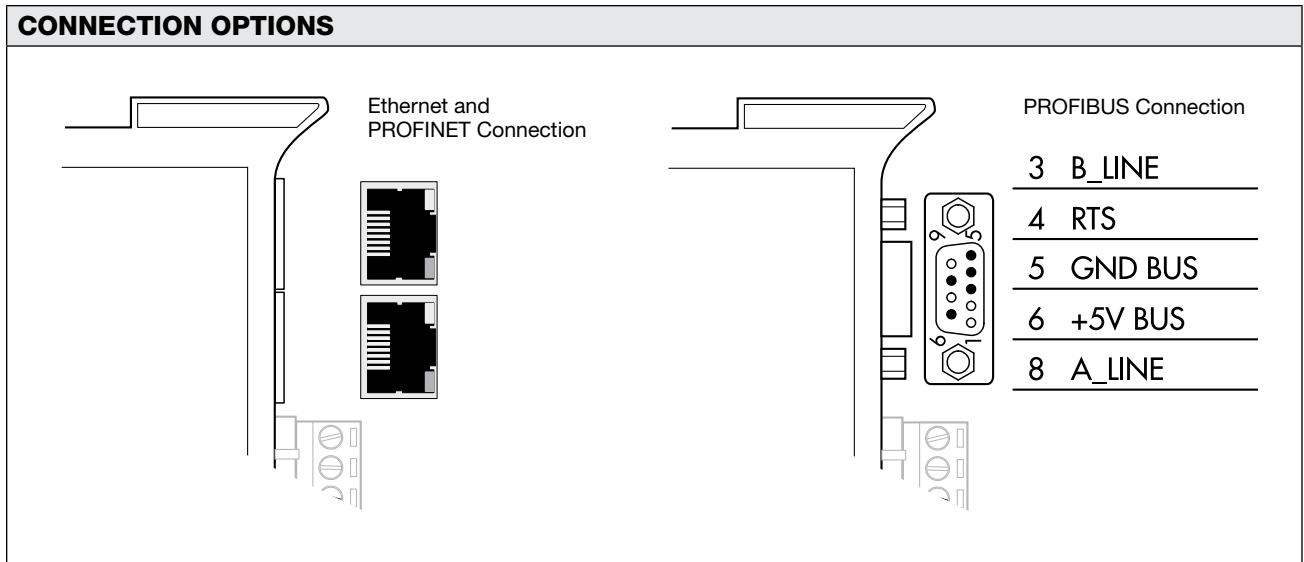 CONNECTION OPTIONS
Ethernet and
PROFINET Connection
PROFIBUS Connection
3 B_LINE
4 RTS
5 GND BUS
6 +5V BUS
8 A_LINE
9 5
6 1